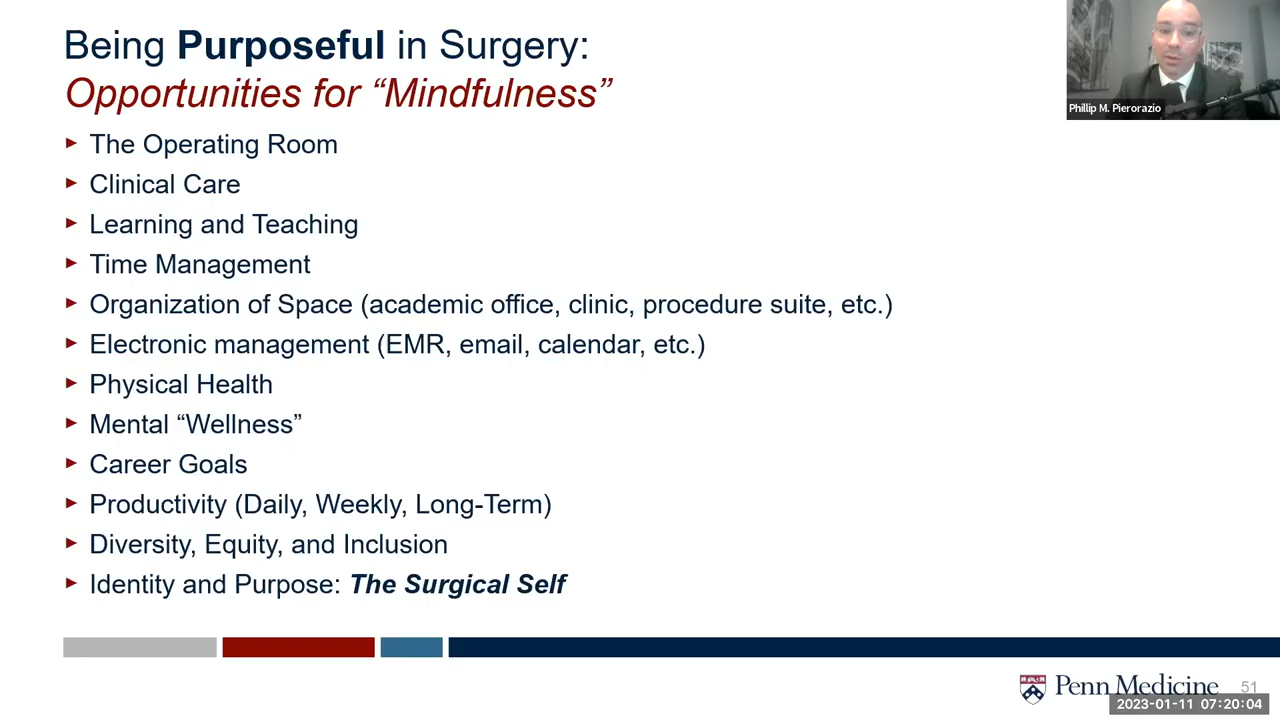 Being Purposeful in Surgery:
Opportunities for “Mindfulness”
Phillip M. Pierorazio
► The Operating Room
► Clinical Care
► Learning and Teaching
► Time Management
► Organization of Space (academic office, clinic, procedure suite, etc.)
► Electronic management (EMR, email, calendar, etc.)
► Physical Health
► Mental “Wellness”
► Career Goals
► Productivity (Daily, Weekly, Long-Term)
► Diversity, Equity, and Inclusion
► Identity and Purpose: The Surgical Self
Penn Medicine
51
2023-01-11 07:20:04